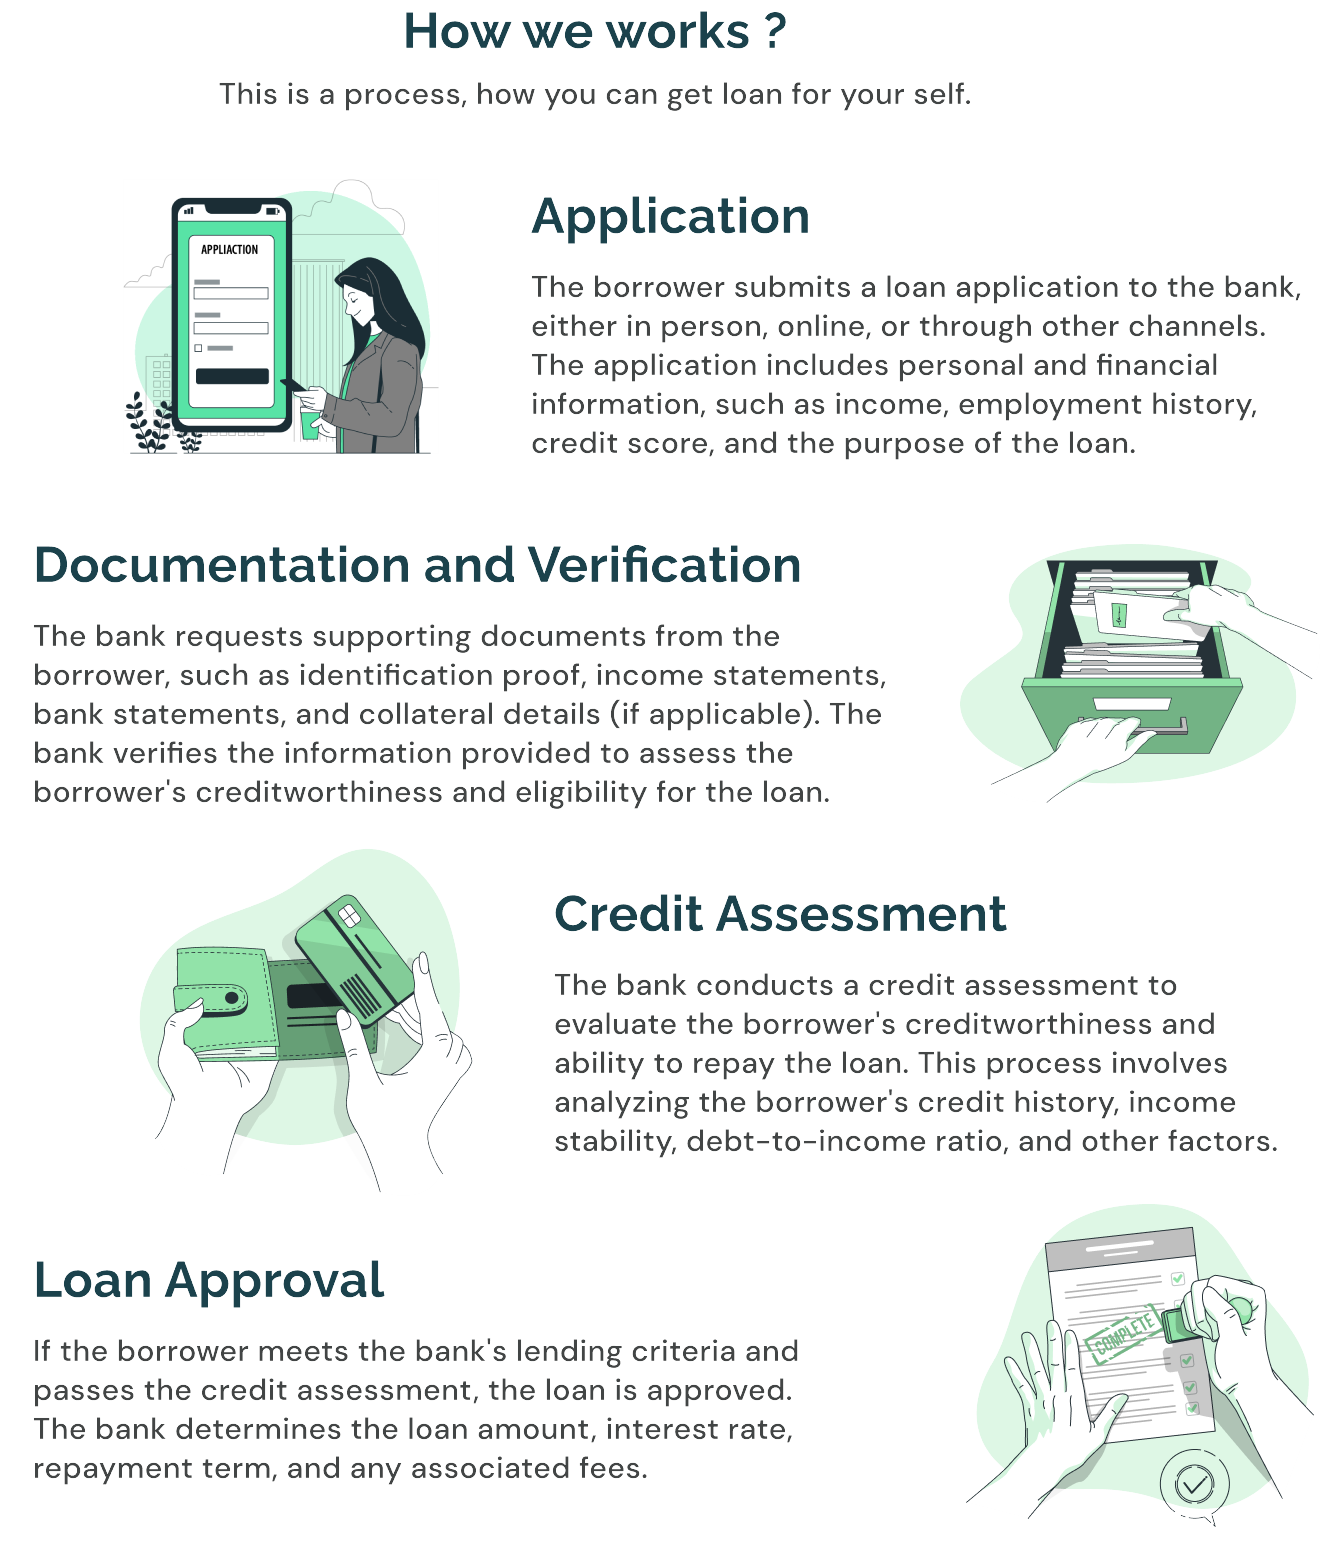 How we works ?
This is a process, how you can get loan for your self.
APPLIACTION
Application
The borrower submits a loan application to the bank,
either in person, online, or through other channels.
The application includes personal and financial
information, such as income, employment history,
credit score, and the purpose of the loan.
Documentation and Verification
The bank requests supporting documents from the
borrower, such as identification proof, income statements,
bank statements, and collateral details (if applicable). The
bank verifies the information provided to assess the
borrower's creditworthiness and eligibility for the loan.
Credit Assessment
The bank conducts a credit assessment to
evaluate the borrower's creditworthiness and
ability to repay the loan. This process involves
analyzing the borrower's credit history, income
stability, debt-to-income ratio, and other factors.
Loan Approval
If the borrower meets the bank's lending criteria and
passes the credit assessment, the loan is approved.
The bank determines the loan amount, interest rate,
repayment term, and any associated fees.
COMPLETE